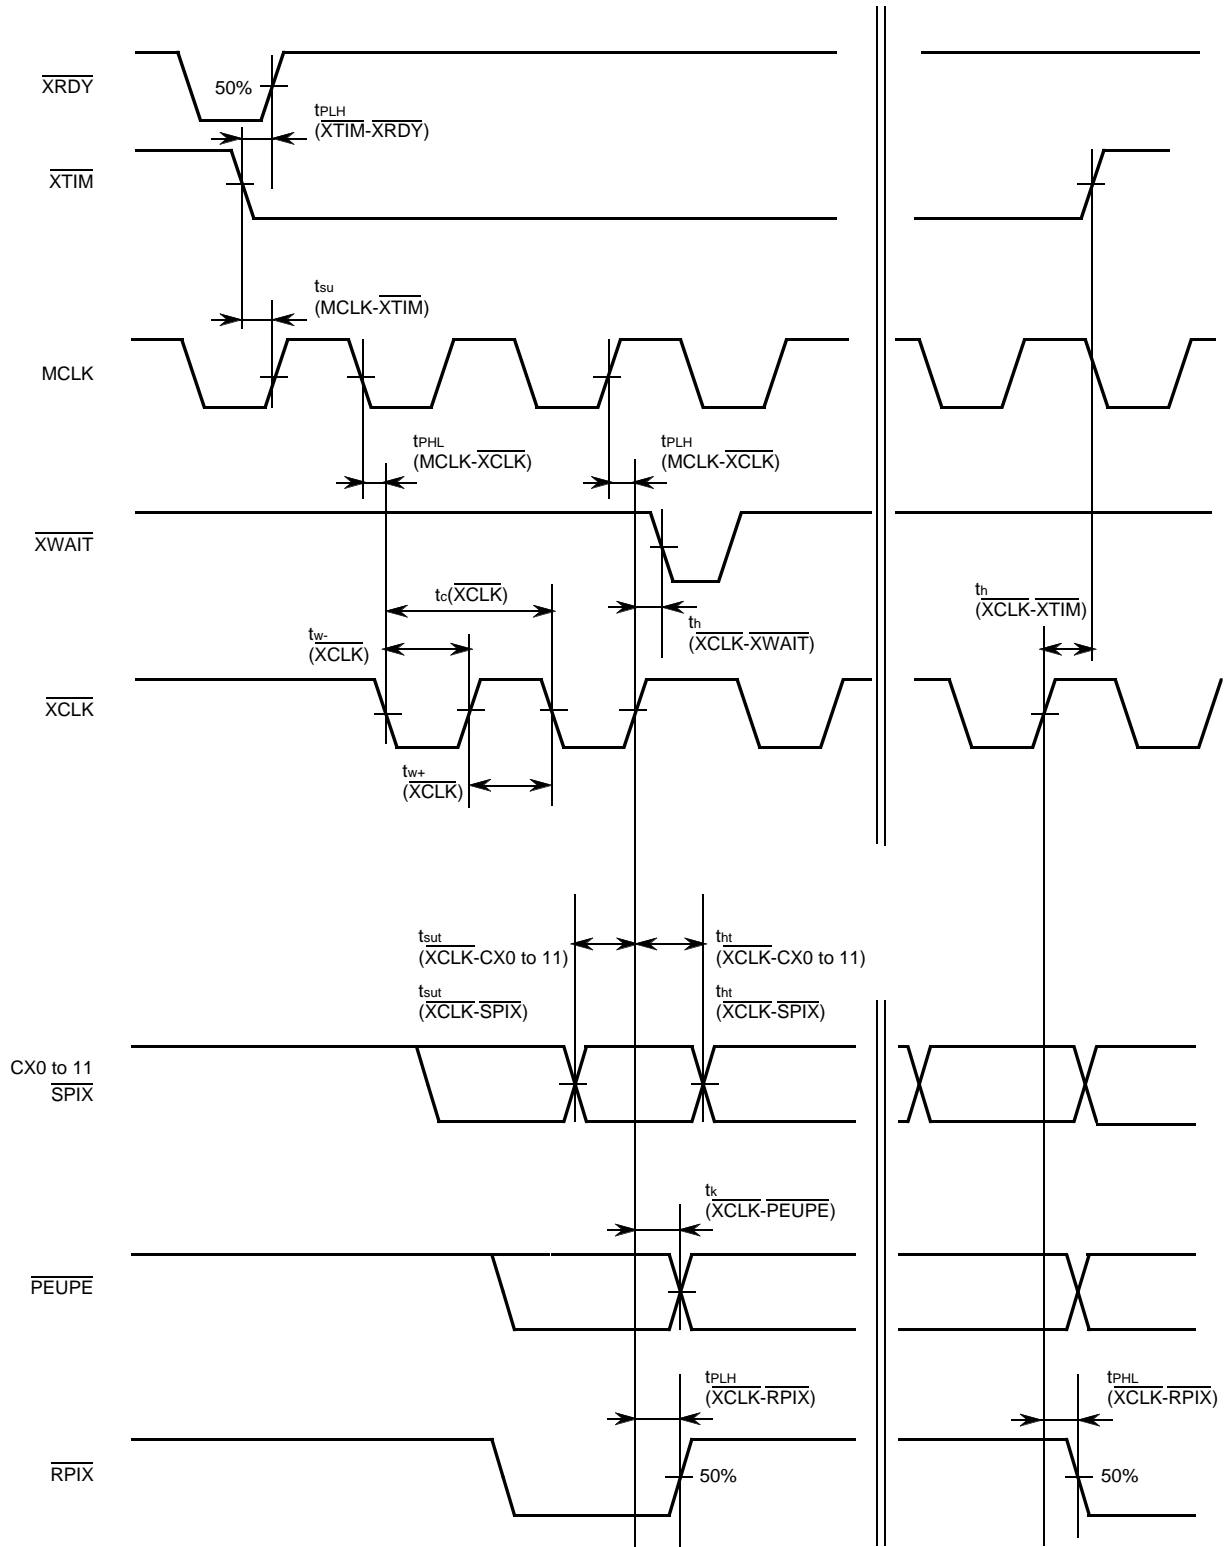 XRDY
50%
tPLH
(XTIM-XRDY)
XTIM
tsu
(MCLK-XTIM)
MCLK
tPHL
(MCLK-XCLK)
tPLH
(MCLK-XCLK)
XWAIT
tc(XCLK)
th
(XCLK-XTIM)
tw-
(XCLK)
th
(XCLK-XWAIT)
XCLK
tw+
(XCLK)
tsut
(XCLK-CX0 to 11)
tht
(XCLK-CX0 to 11)
tsut
(XCLK-SPIX)
tht
(XCLK-SPIX)
CX0 to 11
SPIX
tk
(XCLK-PEUPE)
PEUPE
tPLH
(XCLK-RPIX)
tPHL
(XCLK-RPIX)
RPIX
50%
50%